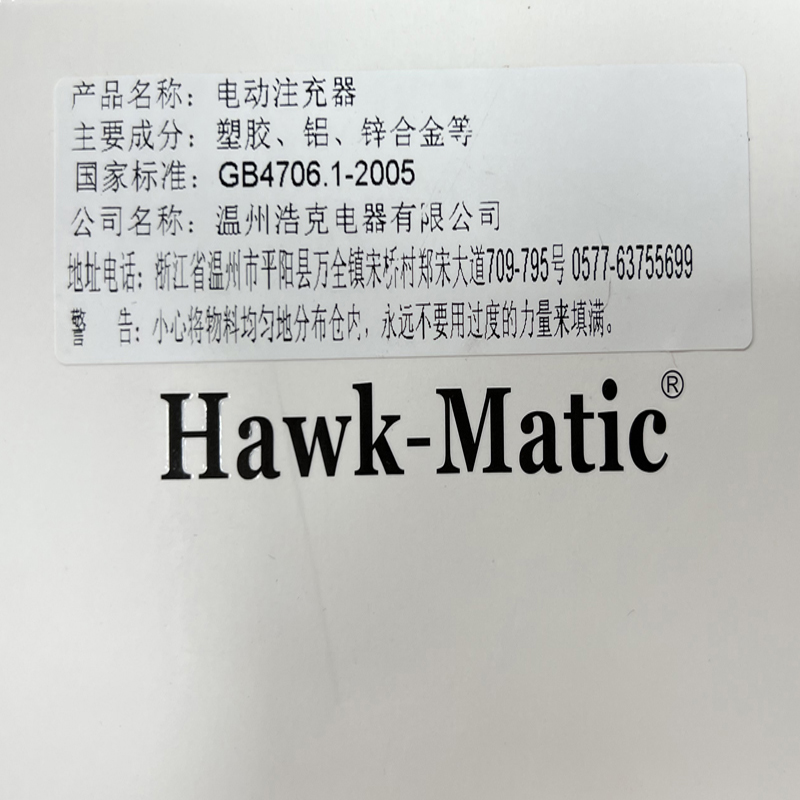 产品名称：电动注充器
主要成分：塑胶、铝、锌合金等
国家标准：GB4706.1-2005
公司名称：温州浩克电器有限公司
地址电话：浙江省温州市平阳县万全镇宋桥村郑宋大道709-795号 0577-63755699
警 告：小心将物料均匀地分布仓内，永远不要用过度的力量来填满。
Hawk-Matic®